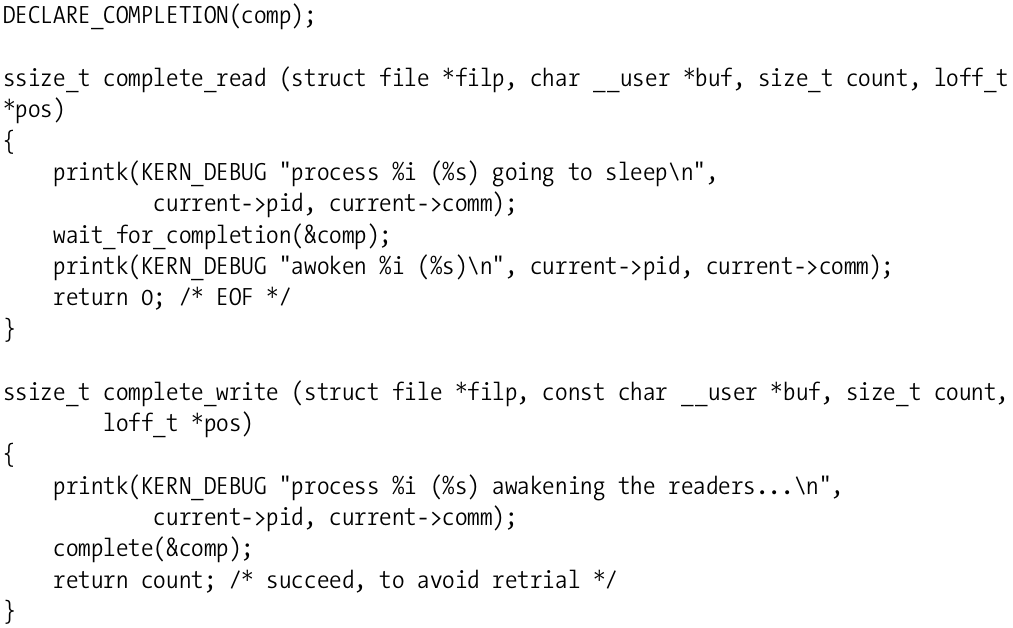 DECLARE_COMPLETION(comp);
ssize_t complete_read (struct file *filp, char __user *buf, size_t count, loff_t
*pos)
{
    printk(KERN_DEBUG "process %i (%s) going to sleep\n",
            current->pid, current->comm);
    wait_for_completion(&comp);
    printk(KERN_DEBUG "awoken %i (%s)\n", current->pid, current->comm);
    return 0; /* EOF */
}
ssize_t complete_write (struct file *filp, const char __user *buf, size_t count,
        loff_t *pos)
{
    printk(KERN_DEBUG "process %i (%s) awakening the readers...\n",
            current->pid, current->comm);
    complete(&comp);
    return count; /* succeed, to avoid retrial */
}